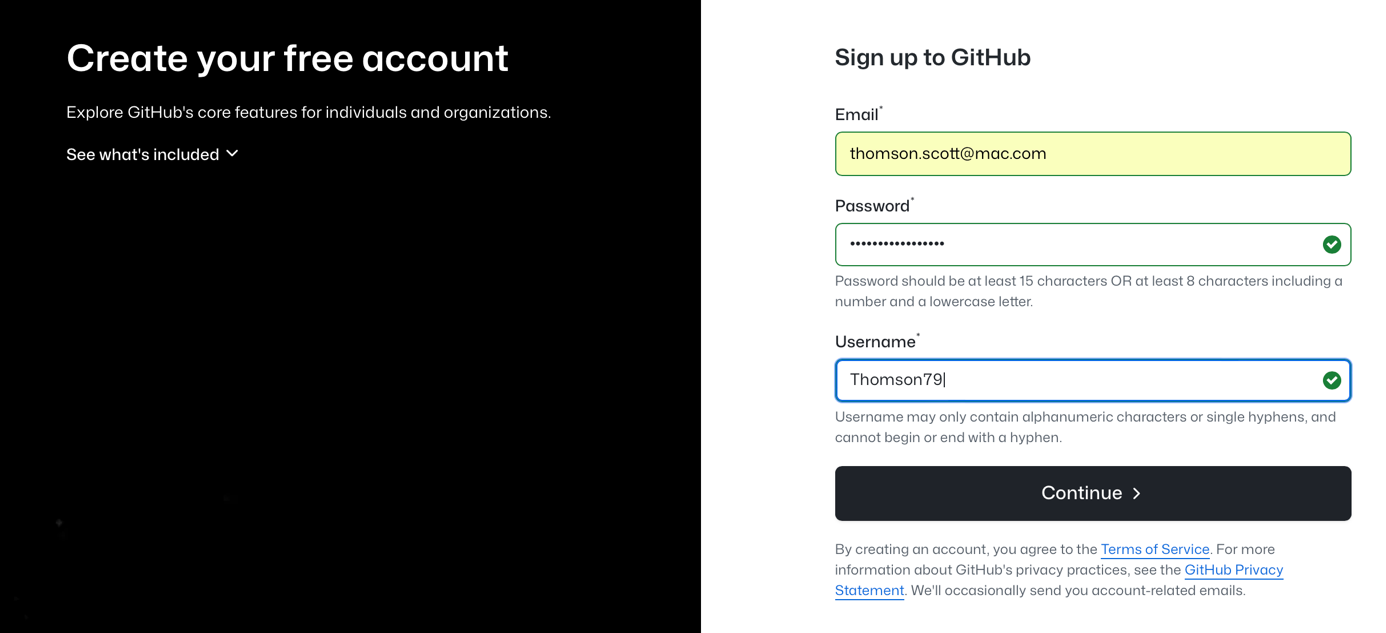 Create your free account
Explore GitHub's core features for individuals and organizations.
See what's included
Sign up to GitHub
Email*
thomson.scott@mac.com
Password*
•••••••••••••••••
Password should be at least 15 characters OR at least 8 characters including a
number and a lowercase letter.
Username*
Thomson79
Username may only contain alphanumeric characters or single hyphens, and
cannot begin or end with a hyphen.
Continue
By creating an account, you agree to the Terms of Service. For more
information about GitHub's privacy practices, see the GitHub Privacy
Statement. We'll occasionally send you account-related emails.